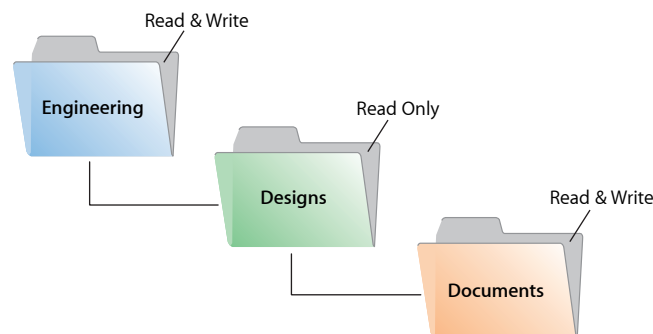 Read & Write
Engineering
Read Only
Designs
Read & Write
Documents